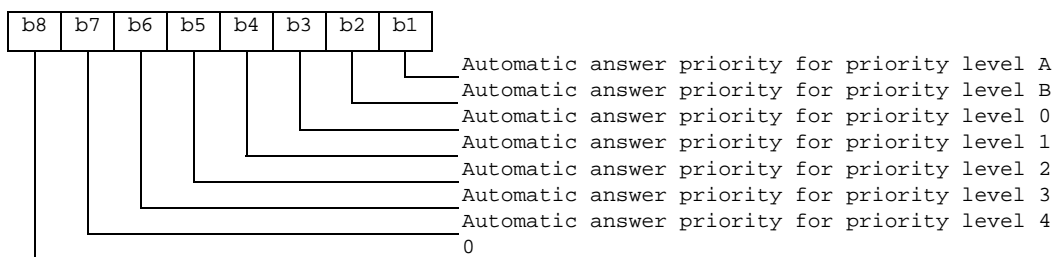 b8 b7 b6 b5 b4 b3 b2 b1
Automatic answer priority for priority level A
Automatic answer priority for priority level B
Automatic answer priority for priority level 0
Automatic answer priority for priority level 1
Automatic answer priority for priority level 2
Automatic answer priority for priority level 3
Automatic answer priority for priority level 4
0